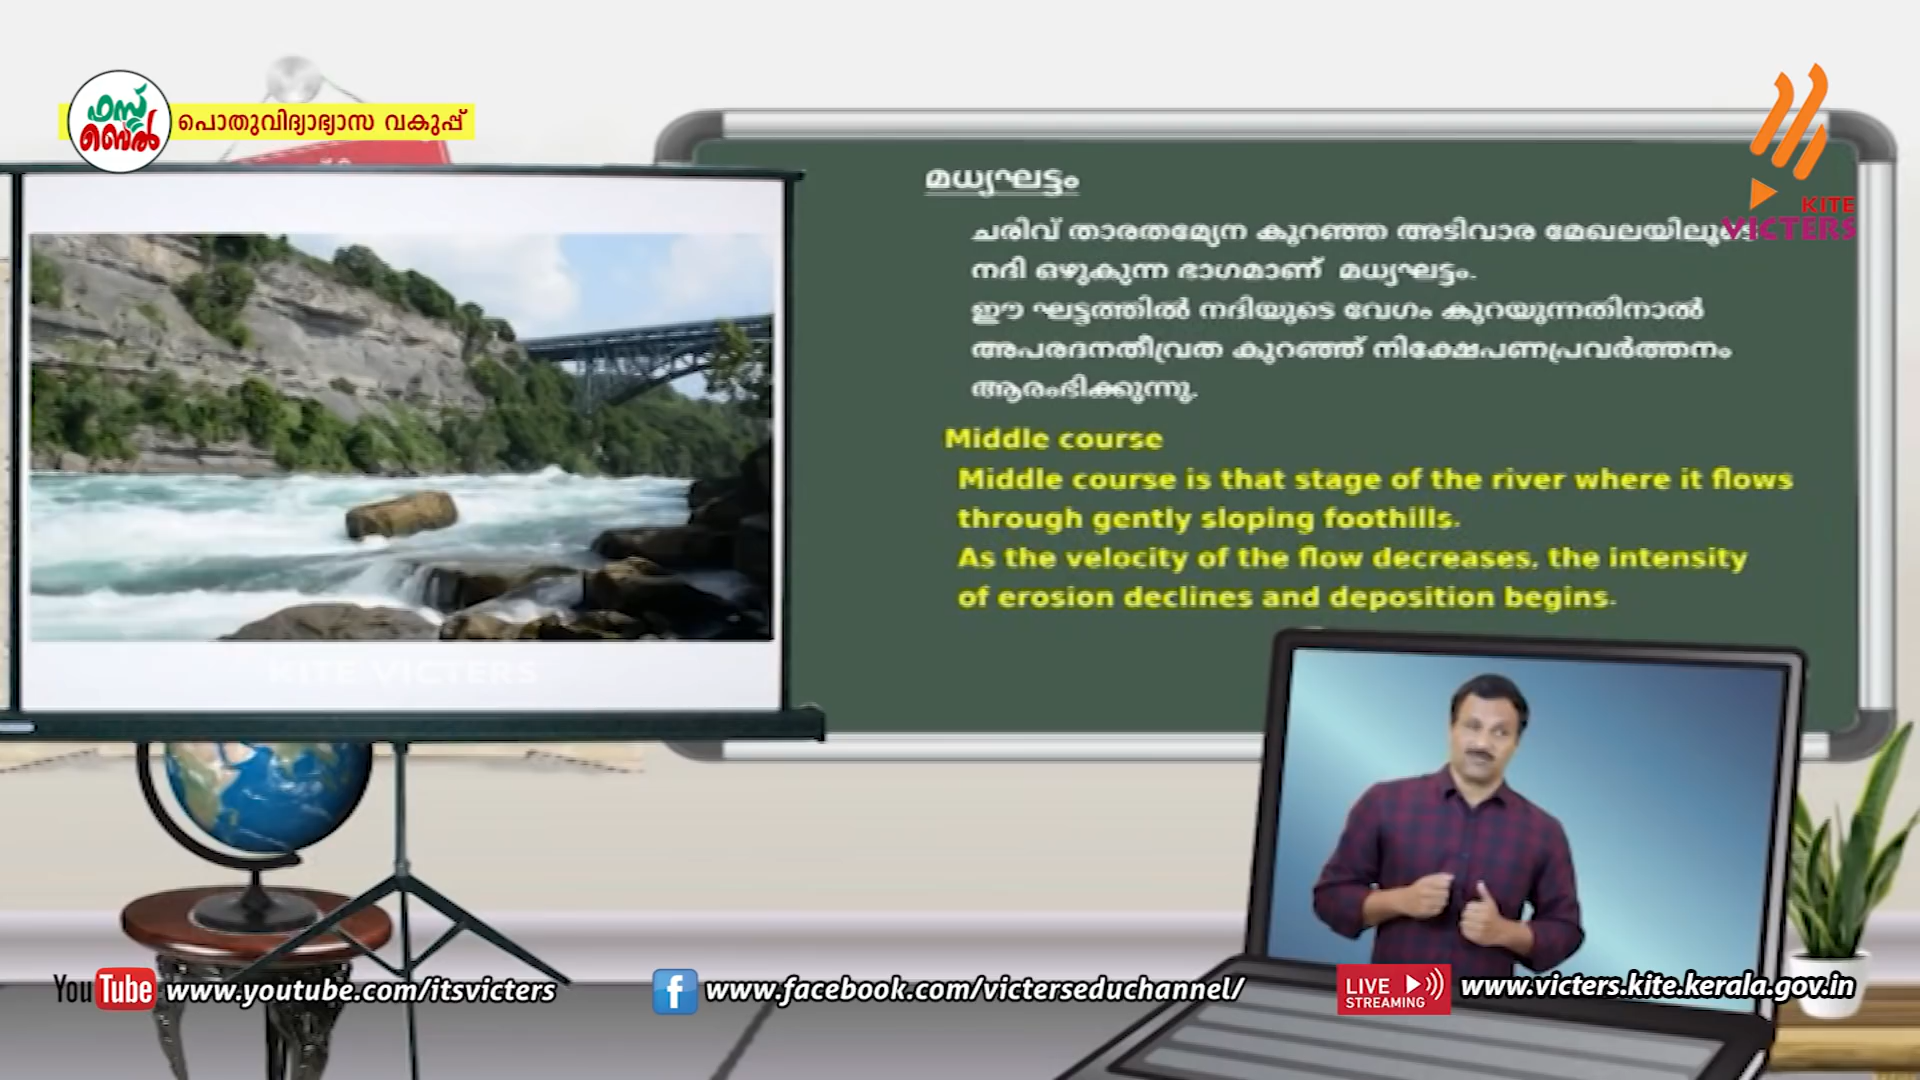 ഫസ്റ്റ്
ബെൽ
പൊതുവിദ്യാഭ്യാസ വകുപ്പ്
KITE
VICTERS
മധ്യഘട്ടം
ചരിവ് താരതമ്യേന കുറഞ്ഞ അടിവാര മേഖലയിലൂടെ
നദി ഒഴുകുന്ന ഭാഗമാണ് മധ്യഘട്ടം.
ഈ ഘട്ടത്തിൽ നദിയുടെ വേഗം കുറയുന്നതിനാൽ
അപരദനതീവ്രത കുറഞ്ഞ് നിക്ഷേപണപ്രവർത്തനം
ആരംഭിക്കുന്നു.
Middle course
Middle course is that stage of the river where it flows
through gently sloping foothills.
As the velocity of the flow decreases, the intensity
of erosion declines and deposition begins.
KITE VICTERS
You Tube www.youtube.com/itsvicters
f www.facebook.com/victerseduchannel/
LIVE
STREAMING
www.victers.kite.kerala.gov.in